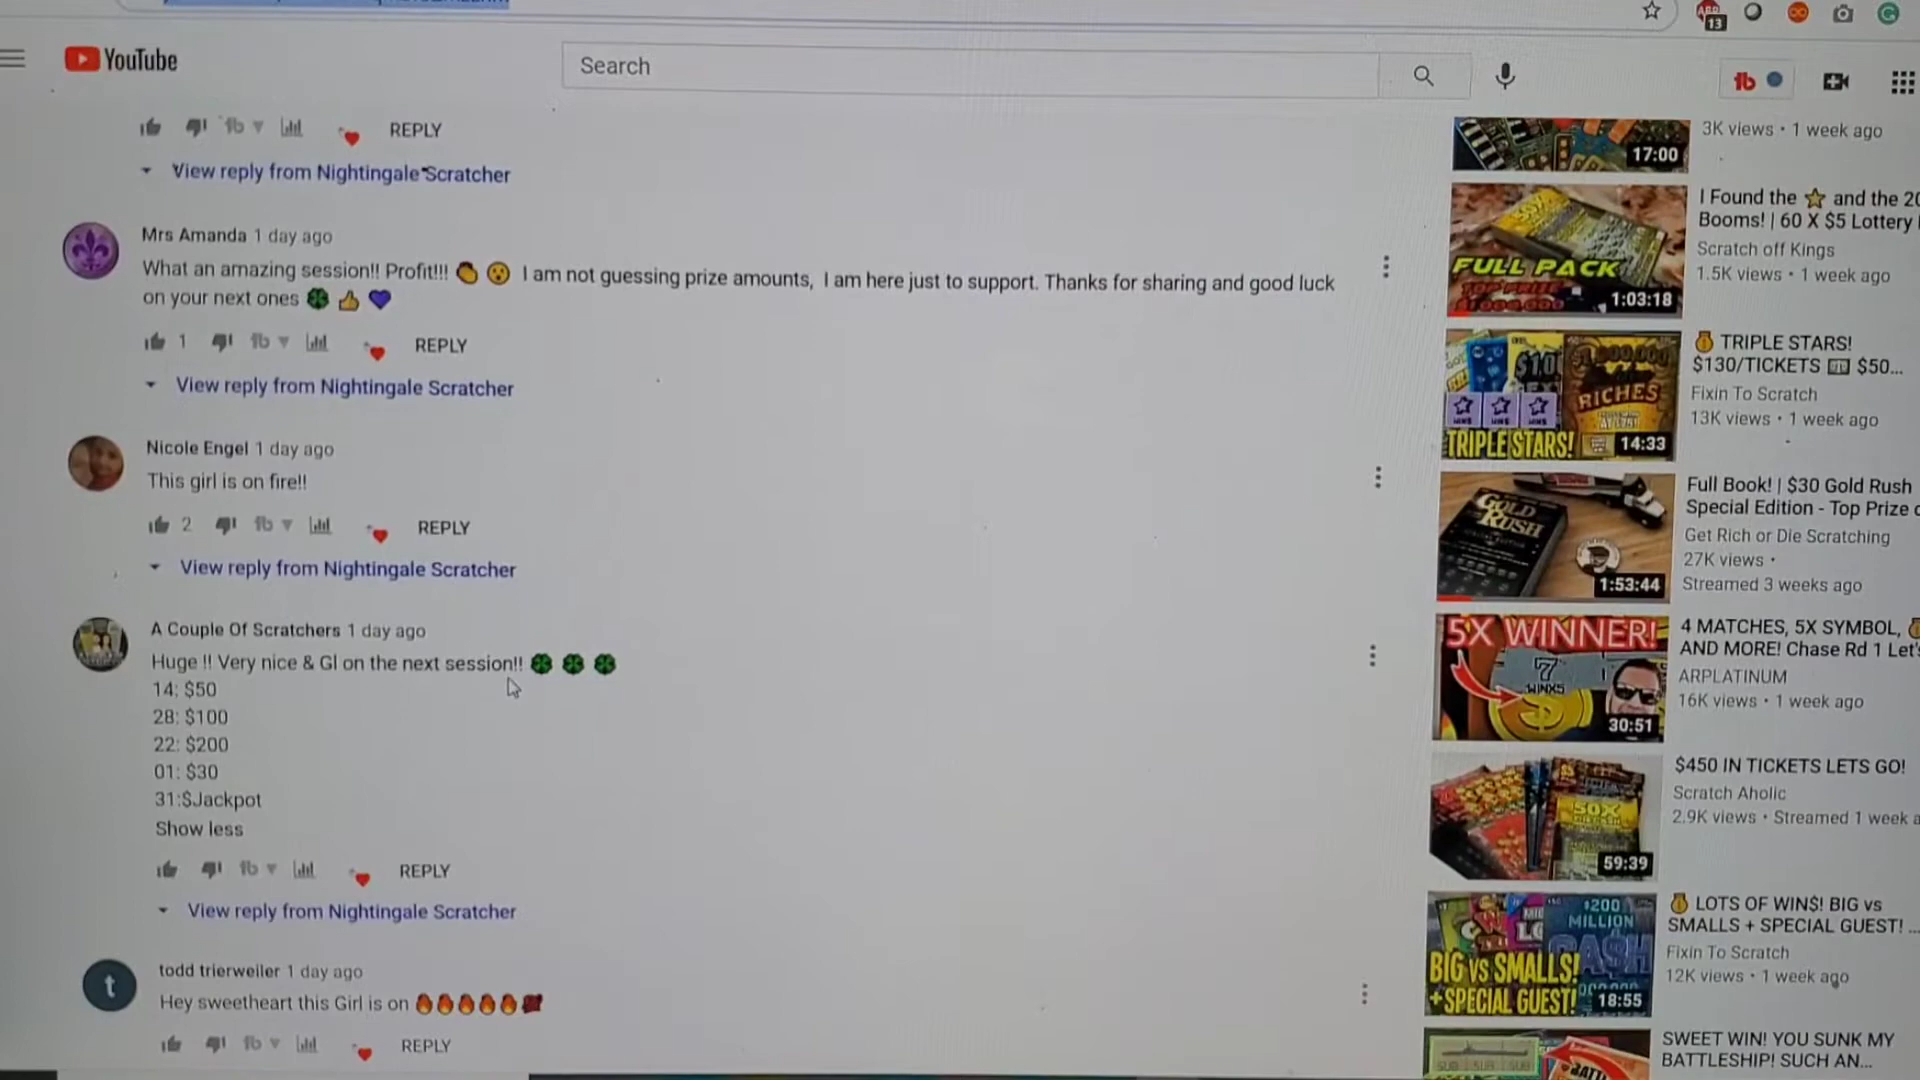 13
YouTube
Search
REPLY
View reply from Nightingale Scratcher
Mrs Amanda 1 day ago
What an amazing session!! Profit!!! 👏 😮 I am not guessing prize amounts, I am here just to support. Thanks for sharing and good luck
on your next ones 🍀 👍 💜
1 REPLY
View reply from Nightingale Scratcher
Nicole Engel 1 day ago
This girl is on fire!!
2 REPLY
View reply from Nightingale Scratcher
A Couple Of Scratchers 1 day ago
Huge !! Very nice & Gl on the next session!! 🍀 🍀 🍀
14: $50
28: $100
22: $200
01: $30
31:$Jackpot
Show less
REPLY
View reply from Nightingale Scratcher
t
todd trierweiler 1 day ago
Hey sweetheart this Girl is on 🔥🔥🔥🔥🔥💯
REPLY
17:00
3K views • 1 week ago
FULL PACK
1:03:18
I Found the ⭐ and the 20
Booms! | 60 X $5 Lottery
Scratch off Kings
1.5K views • 1 week ago
$10
RICHES
TRIPLE STARS!
14:33
💰 TRIPLE STARS!
$130/TICKETS 💵 $50...
Fixin To Scratch
13K views • 1 week ago
GOLD
RUSH
1:53:44
Full Book! | $30 Gold Rush
Special Edition - Top Prize
Get Rich or Die Scratching
27K views •
Streamed 3 weeks ago
5X WINNER!
7
WINX5
30:51
4 MATCHES, 5X SYMBOL, 💰
AND MORE! Chase Rd 1 Let's
ARPLATINUM
16K views • 1 week ago
50X
59:39
$450 IN TICKETS LETS GO!
Scratch Aholic
2.9K views • Streamed 1 week a
$200
MILLION
CA$H
BIG VS SMALLS!
+SPECIAL GUEST!
18:55
💰 LOTS OF WIN$! BIG vs
SMALLS + SPECIAL GUEST! ...
Fixin To Scratch
12K views • 1 week ago
SUB SUB SUB
SWEET WIN! YOU SUNK MY
BATTLESHIP! SUCH AN...